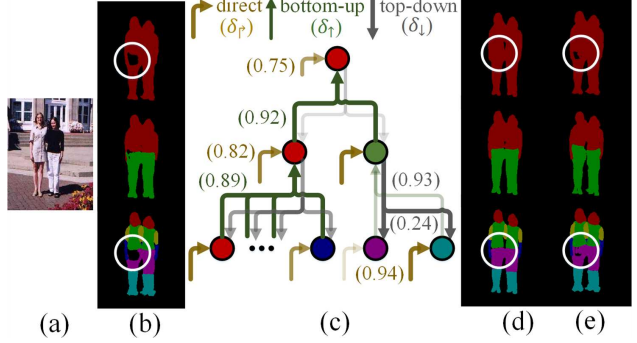 direct bottom-up top-down
(δ↱) (δ↑) (δ↓)
(0.75)
(0.92)
(0.82)
(0.89) (0.93)
(0.24)
...
(0.94)
(a) (b) (c) (d) (e)